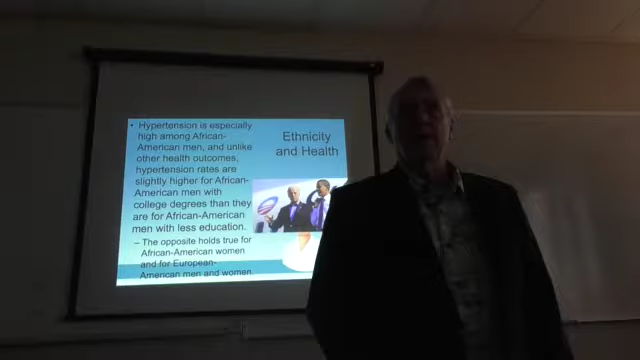 • Hypertension is especially
high among African-
American men, and unlike
other health outcomes,
hypertension rates are
slightly higher for African-
American men with
college degrees than they
are for African-American
men with less education.
– The opposite holds true for
African-American women
and for European-
American men and women.
Ethnicity
and Health